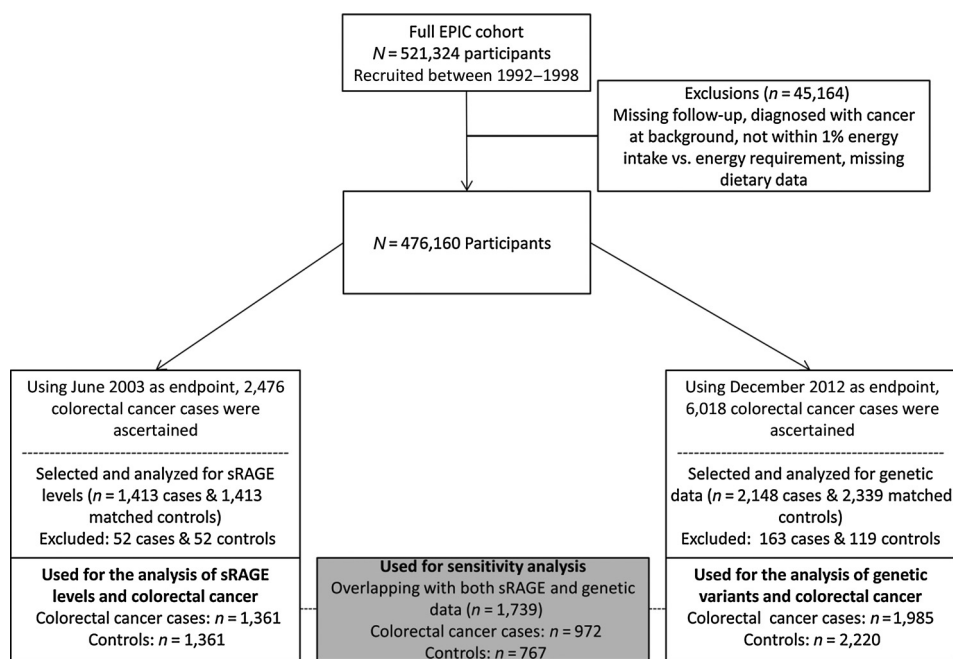 Full EPIC cohort
N = 521,324 participants
Recruited between 1992–1998
Exclusions (n = 45,164)
Missing follow-up, diagnosed with cancer
at background, not within 1% energy
intake vs. energy requirement, missing
dietary data
N = 476,160 Participants
Using June 2003 as endpoint, 2,476
colorectal cancer cases were
ascertained
Selected and analyzed for sRAGE
levels (n = 1,413 cases & 1,413
matched controls)
Excluded: 52 cases & 52 controls
Used for the analysis of sRAGE
levels and colorectal cancer
Colorectal cancer cases: n = 1,361
Controls: n = 1,361
Used for sensitivity analysis
Overlapping with both sRAGE and genetic
data (n = 1,739)
Colorectal cancer cases: n = 972
Controls: n = 767
Using December 2012 as endpoint,
6,018 colorectal cancer cases were
ascertained
Selected and analyzed for genetic
data (n = 2,148 cases & 2,339 matched
controls)
Excluded: 163 cases & 119 controls
Used for the analysis of genetic
variants and colorectal cancer
Colorectal cancer cases: n = 1,985
Controls: n = 2,220